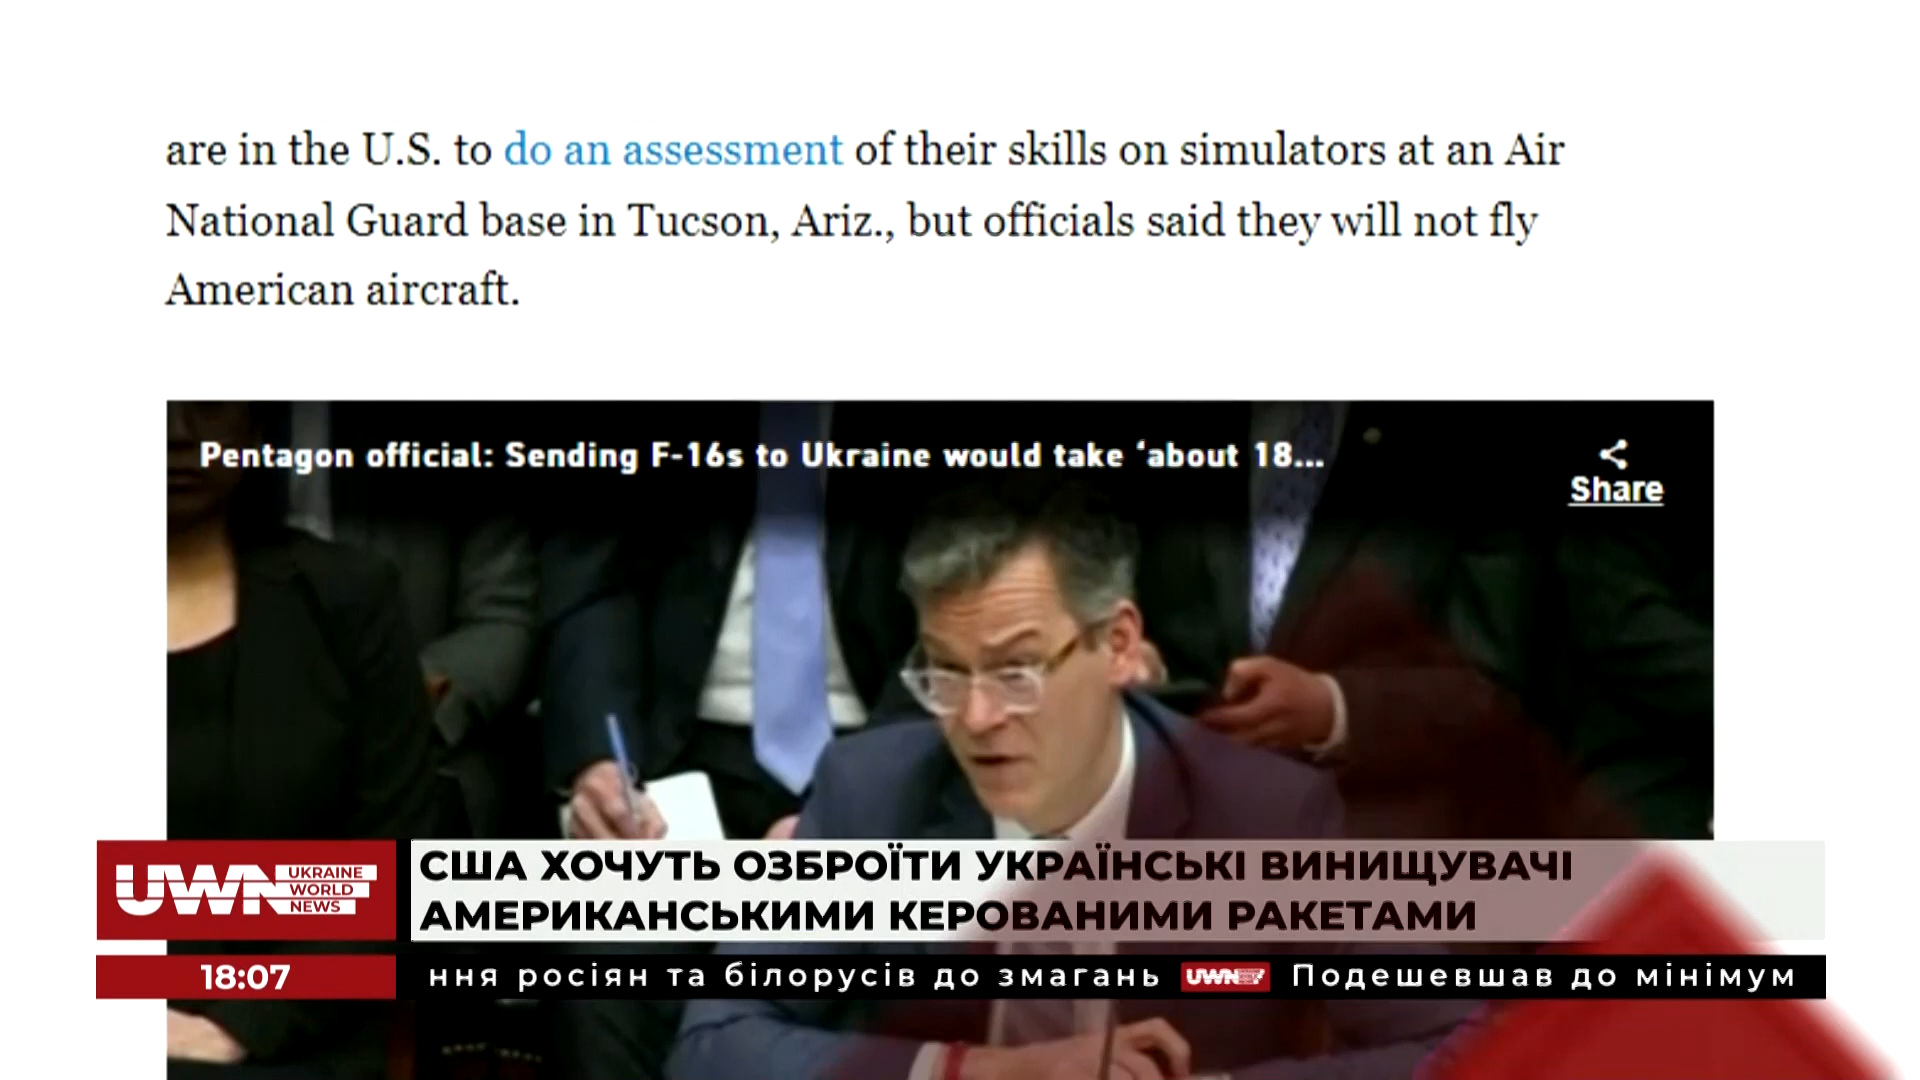 are in the U.S. to do an assessment of their skills on simulators at an Air
National Guard base in Tucson, Ariz., but officials said they will not fly
American aircraft.
Pentagon official: Sending F-16s to Ukraine would take ‘about 18...
Share
UWN UKRAINE
WORLD
NEWS
США ХОЧУТЬ ОЗБРОЇТИ УКРАЇНСЬКІ ВИНИЩУВАЧІ
АМЕРИКАНСЬКИМИ КЕРОВАНИМИ РАКЕТАМИ
18:07
ння росіян та білорусів до змагань UWN Подешевшав до мінімум